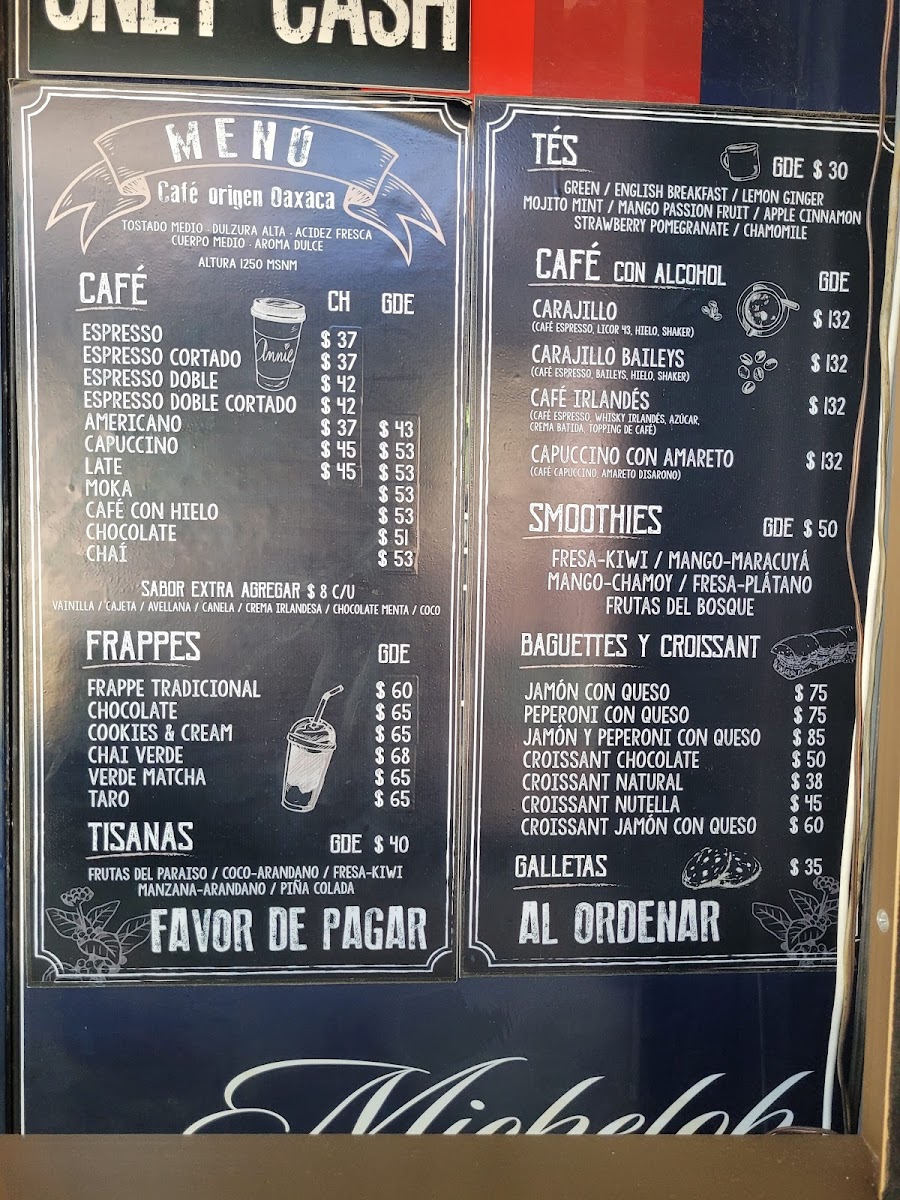 ONLY CASH
MENÚ
Café origen Oaxaca
TOSTADO MEDIO · DULZURA ALTA · ACIDEZ FRESCA
CUERPO MEDIO · AROMA DULCE
ALTURA 1250 MSNM
CAFÉ CH GDE
annie
ESPRESSO $ 37
ESPRESSO CORTADO $ 37
ESPRESSO DOBLE $ 42
ESPRESSO DOBLE CORTADO $ 42
AMERICANO $ 37 $ 43
CAPUCCINO $ 45 $ 53
LATE $ 45 $ 53
MOKA $ 53
CAFÉ CON HIELO $ 53
CHOCOLATE $ 51
CHAÍ $ 53
SABOR EXTRA AGREGAR $ 8 C/U
VAINILLA / CAJETA / AVELLANA / CANELA / CREMA IRLANDESA / CHOCOLATE MENTA / COCO
FRAPPES GDE
FRAPPE TRADICIONAL $ 60
CHOCOLATE $ 65
COOKIES & CREAM $ 65
CHAI VERDE $ 68
VERDE MATCHA $ 65
TARO $ 65
TISANAS GDE $ 40
FRUTAS DEL PARAISO / COCO-ARANDANO / FRESA-KIWI
MANZANA-ARANDANO / PIÑA COLADA
FAVOR DE PAGAR
TÉS GDE $ 30
GREEN / ENGLISH BREAKFAST / LEMON GINGER
MOJITO MINT / MANGO PASSION FRUIT / APPLE CINNAMON
STRAWBERRY POMEGRANATE / CHAMOMILE
CAFÉ CON ALCOHOL GDE
CARAJILLO $ 132
(CAFÉ ESPRESSO, LICOR 43, HIELO, SHAKER)
CARAJILLO BAILEYS $ 132
(CAFÉ ESPRESSO, BAILEYS, HIELO, SHAKER)
CAFÉ IRLANDÉS $ 132
(CAFÉ ESPRESSO, WHISKY IRLANDÉS, AZÚCAR,
CREMA BATIDA, TOPPING DE CAFÉ)
CAPUCCINO CON AMARETO $ 132
(CAFÉ CAPUCCINO, AMARETO DISARONO)
SMOOTHIES GDE $ 50
FRESA-KIWI / MANGO-MARACUYÁ
MANGO-CHAMOY / FRESA-PLÁTANO
FRUTAS DEL BOSQUE
BAGUETTES Y CROISSANT
JAMÓN CON QUESO $ 75
PEPERONI CON QUESO $ 75
JAMÓN Y PEPERONI CON QUESO $ 85
CROISSANT CHOCOLATE $ 50
CROISSANT NATURAL $ 38
CROISSANT NUTELLA $ 45
CROISSANT JAMÓN CON QUESO $ 60
GALLETAS $ 35
AL ORDENAR
Michelob